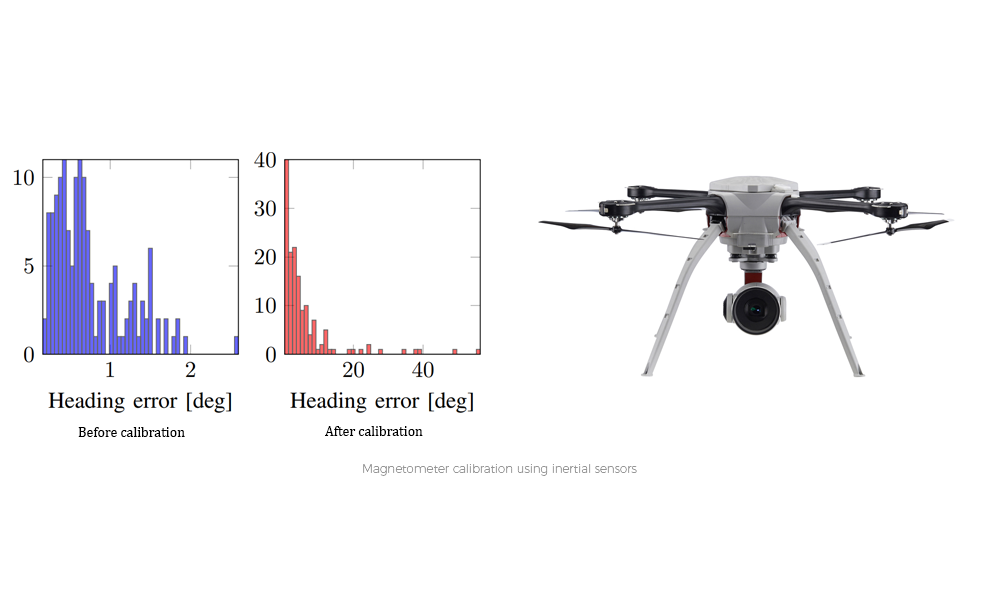 10
5
0
1 2
Heading error [deg]
Before calibration
40
30
20
10
0
20 40
Heading error [deg]
After calibration
Magnetometer calibration using inertial sensors